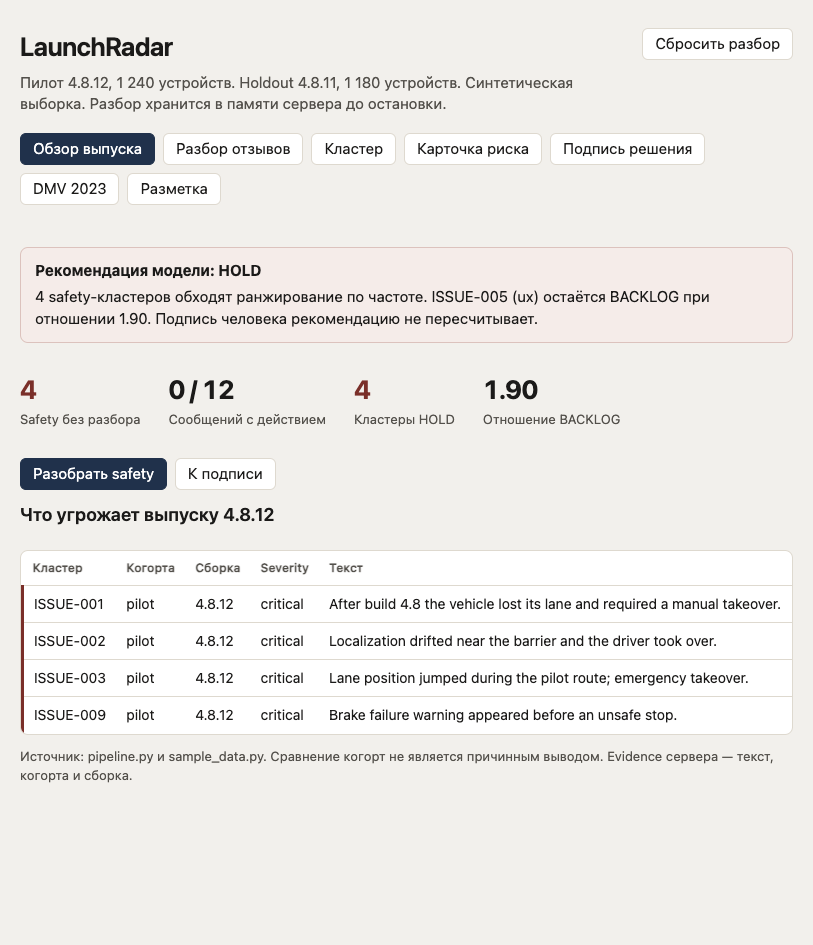 LaunchRadar
Сбросить разбор
Пилот 4.8.12, 1 240 устройств. Holdout 4.8.11, 1 180 устройств. Синтетическая
выборка. Разбор хранится в памяти сервера до остановки.
Обзор выпуска Разбор отзывов Кластер Карточка риска Подпись решения
DMV 2023 Разметка
Рекомендация модели: HOLD
4 safety-кластеров обходят ранжирование по частоте. ISSUE-005 (ux) остаётся BACKLOG при
отношении 1.90. Подпись человека рекомендацию не пересчитывает.
4 0 / 12 4 1.90
Safety без разбора Сообщений с действием Кластеры HOLD Отношение BACKLOG
Разобрать safety К подписи
Что угрожает выпуску 4.8.12
Кластер Когорта Сборка Severity Текст
ISSUE-001 pilot 4.8.12 critical After build 4.8 the vehicle lost its lane and required a manual takeover.
ISSUE-002 pilot 4.8.12 critical Localization drifted near the barrier and the driver took over.
ISSUE-003 pilot 4.8.12 critical Lane position jumped during the pilot route; emergency takeover.
ISSUE-009 pilot 4.8.12 critical Brake failure warning appeared before an unsafe stop.
Источник: pipeline.py и sample_data.py. Сравнение когорт не является причинным выводом. Evidence сервера — текст,
когорта и сборка.